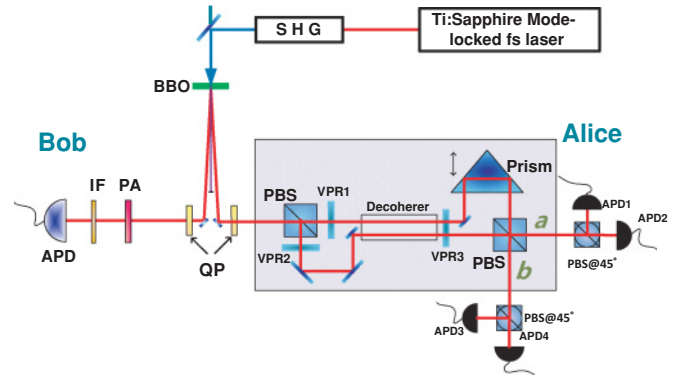 S H G
Ti:Sapphire Mode-
locked fs laser
BBO
Bob
Alice
IF
PA
APD
QP
PBS
VPR1
VPR2
Decoherer
VPR3
Prism
PBS
a
b
APD1
APD2
PBS@45°
APD3
PBS@45°
APD4